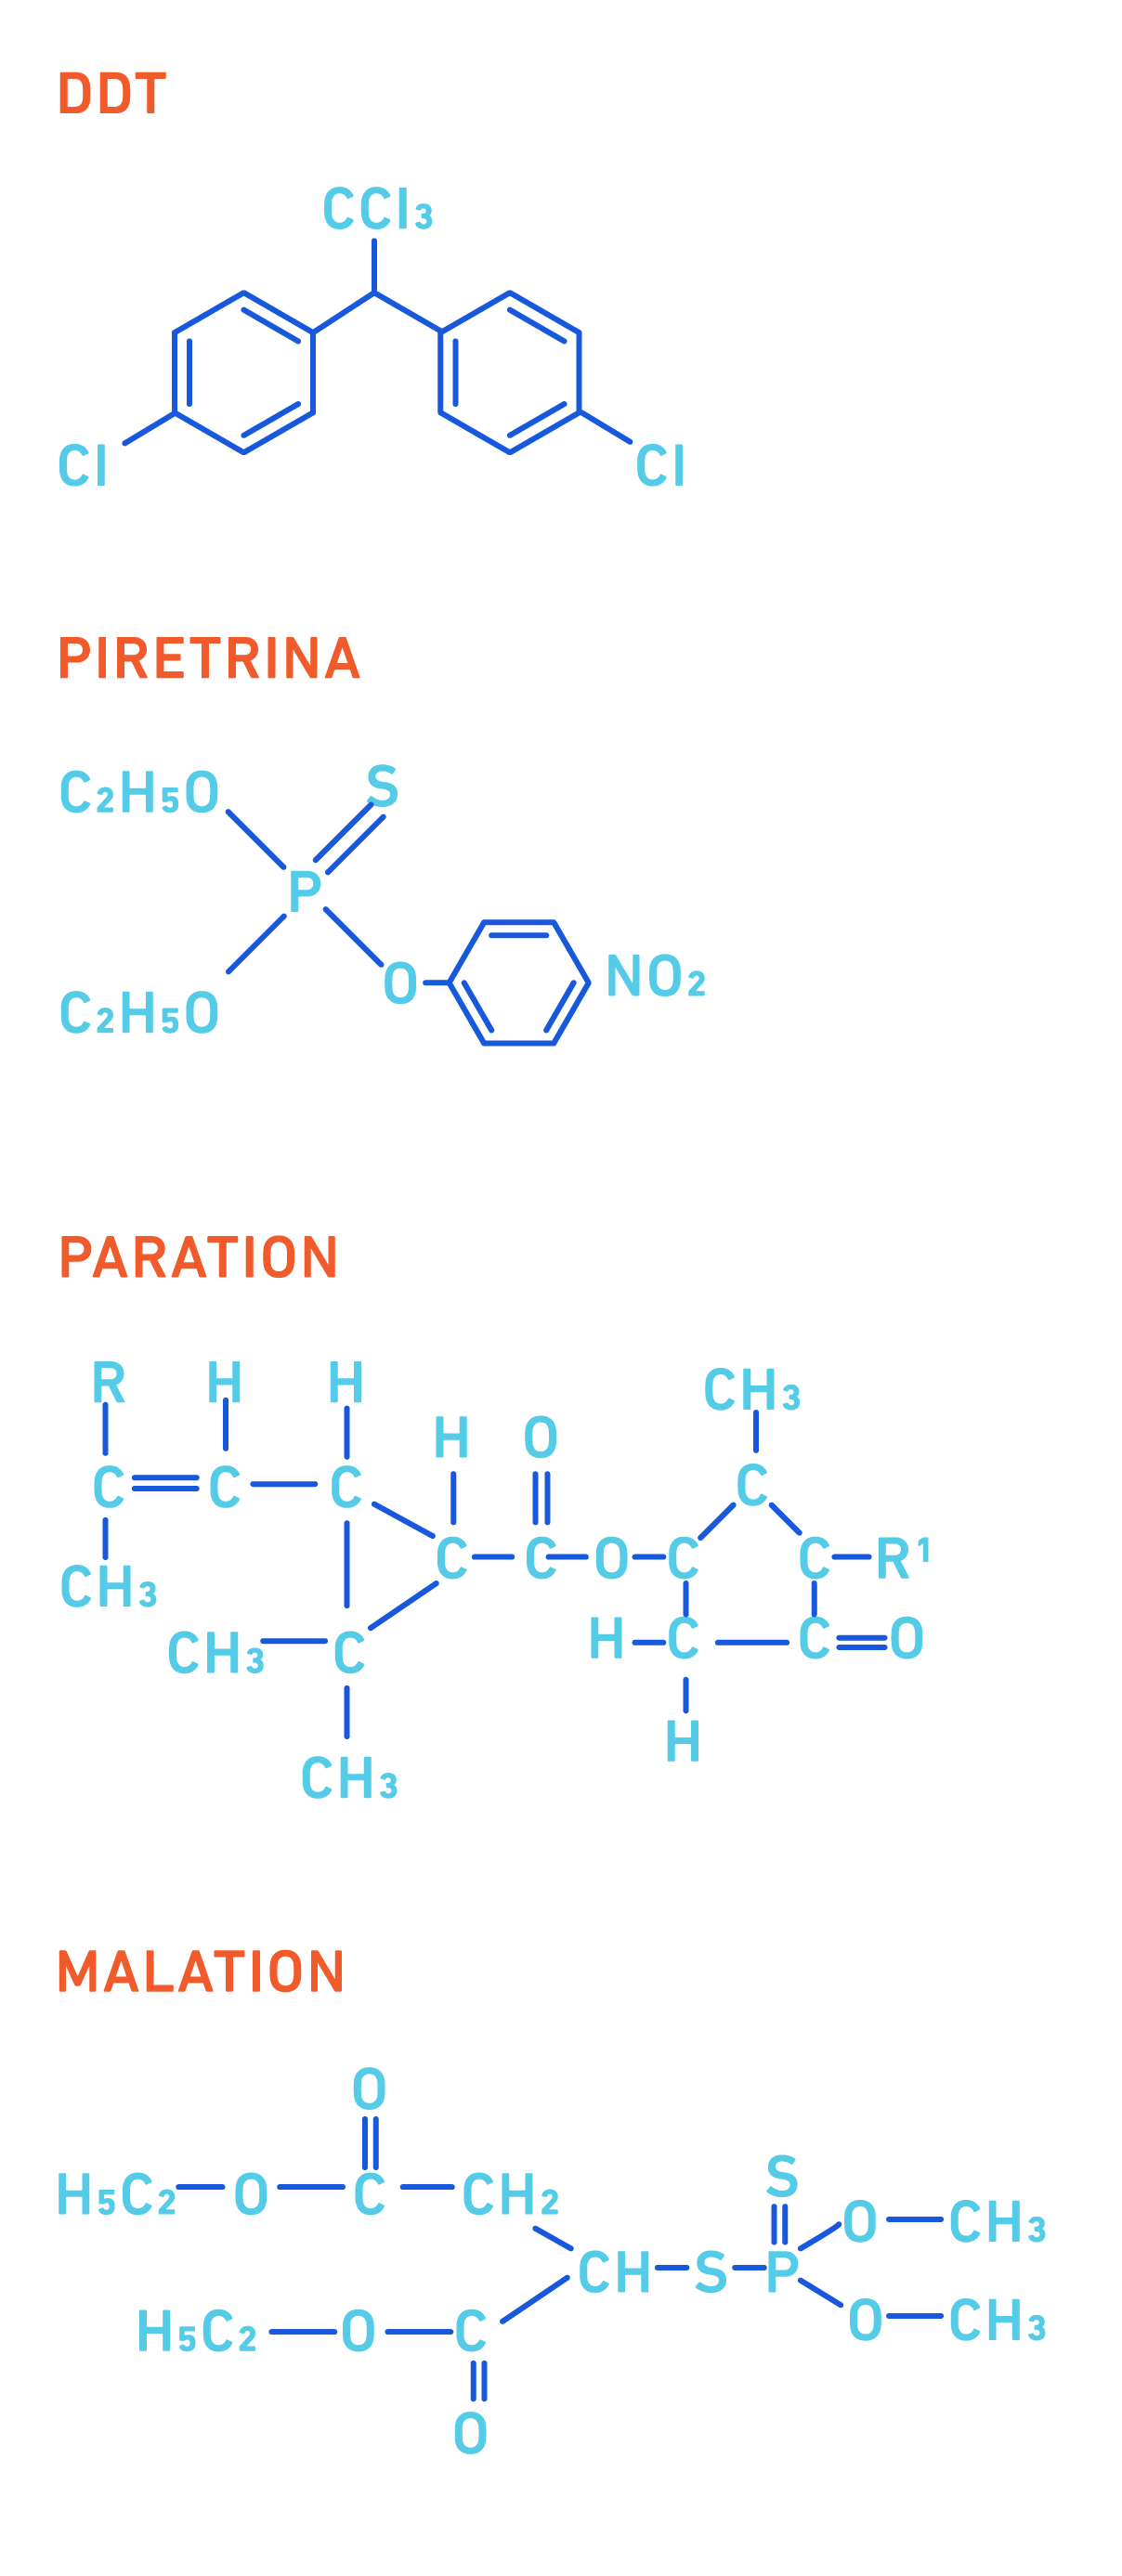 DDT
CCl3
Cl Cl
PIRETRINA
C2H5O S
P
O NO2
C2H5O
PARATION
R H H CH3
H O
C C C C
C C O C C R¹
CH3
CH3 C H C C O
H
CH3
MALATION
O
S
H5C2 O C CH2
O CH3
CH S P
H5C2 O C O CH3
O